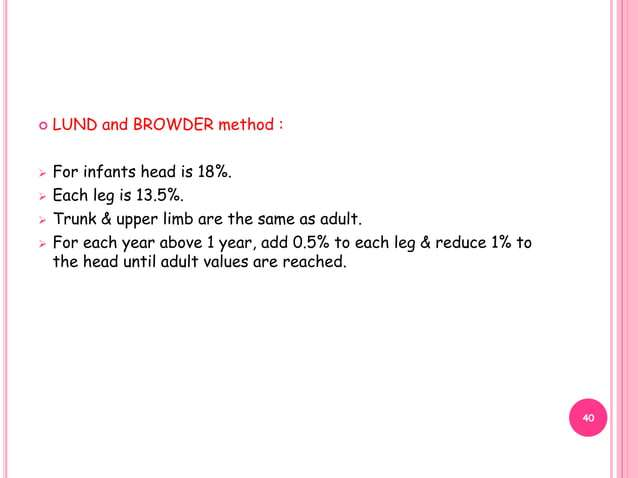 LUND and BROWDER method :
For infants head is 18%.
Each leg is 13.5%.
Trunk & upper limb are the same as adult.
For each year above 1 year, add 0.5% to each leg & reduce 1% to
the head until adult values are reached.
40